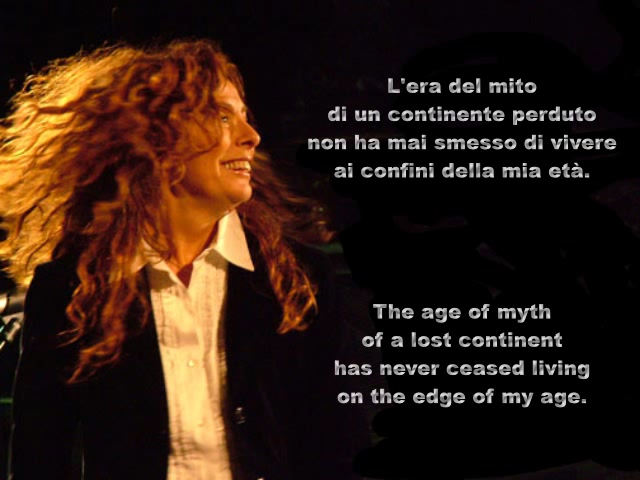 L'era del mito
di un continente perduto
non ha mai smesso di vivere
ai confini della mia età.
The age of myth
of a lost continent
has never ceased living
on the edge of my age.